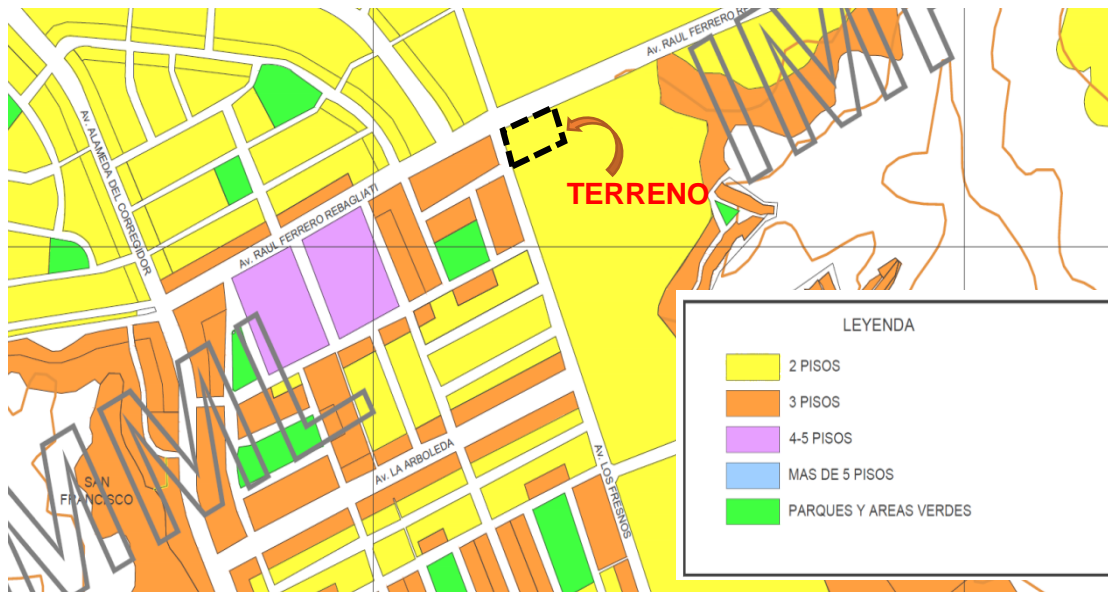 Av. RAUL FERRERO RE
Av. ALAMEDA DEL CORREGIDOR
TERRENO
Av. RAUL FERRERO REBAGLIATI
LEYENDA
2 PISOS
3 PISOS
4-5 PISOS
MAS DE 5 PISOS
PARQUES Y AREAS VERDES
Av. LA ARBOLEDA
Av. LOS FRESNOS
SAN
FRANCISCO
MML